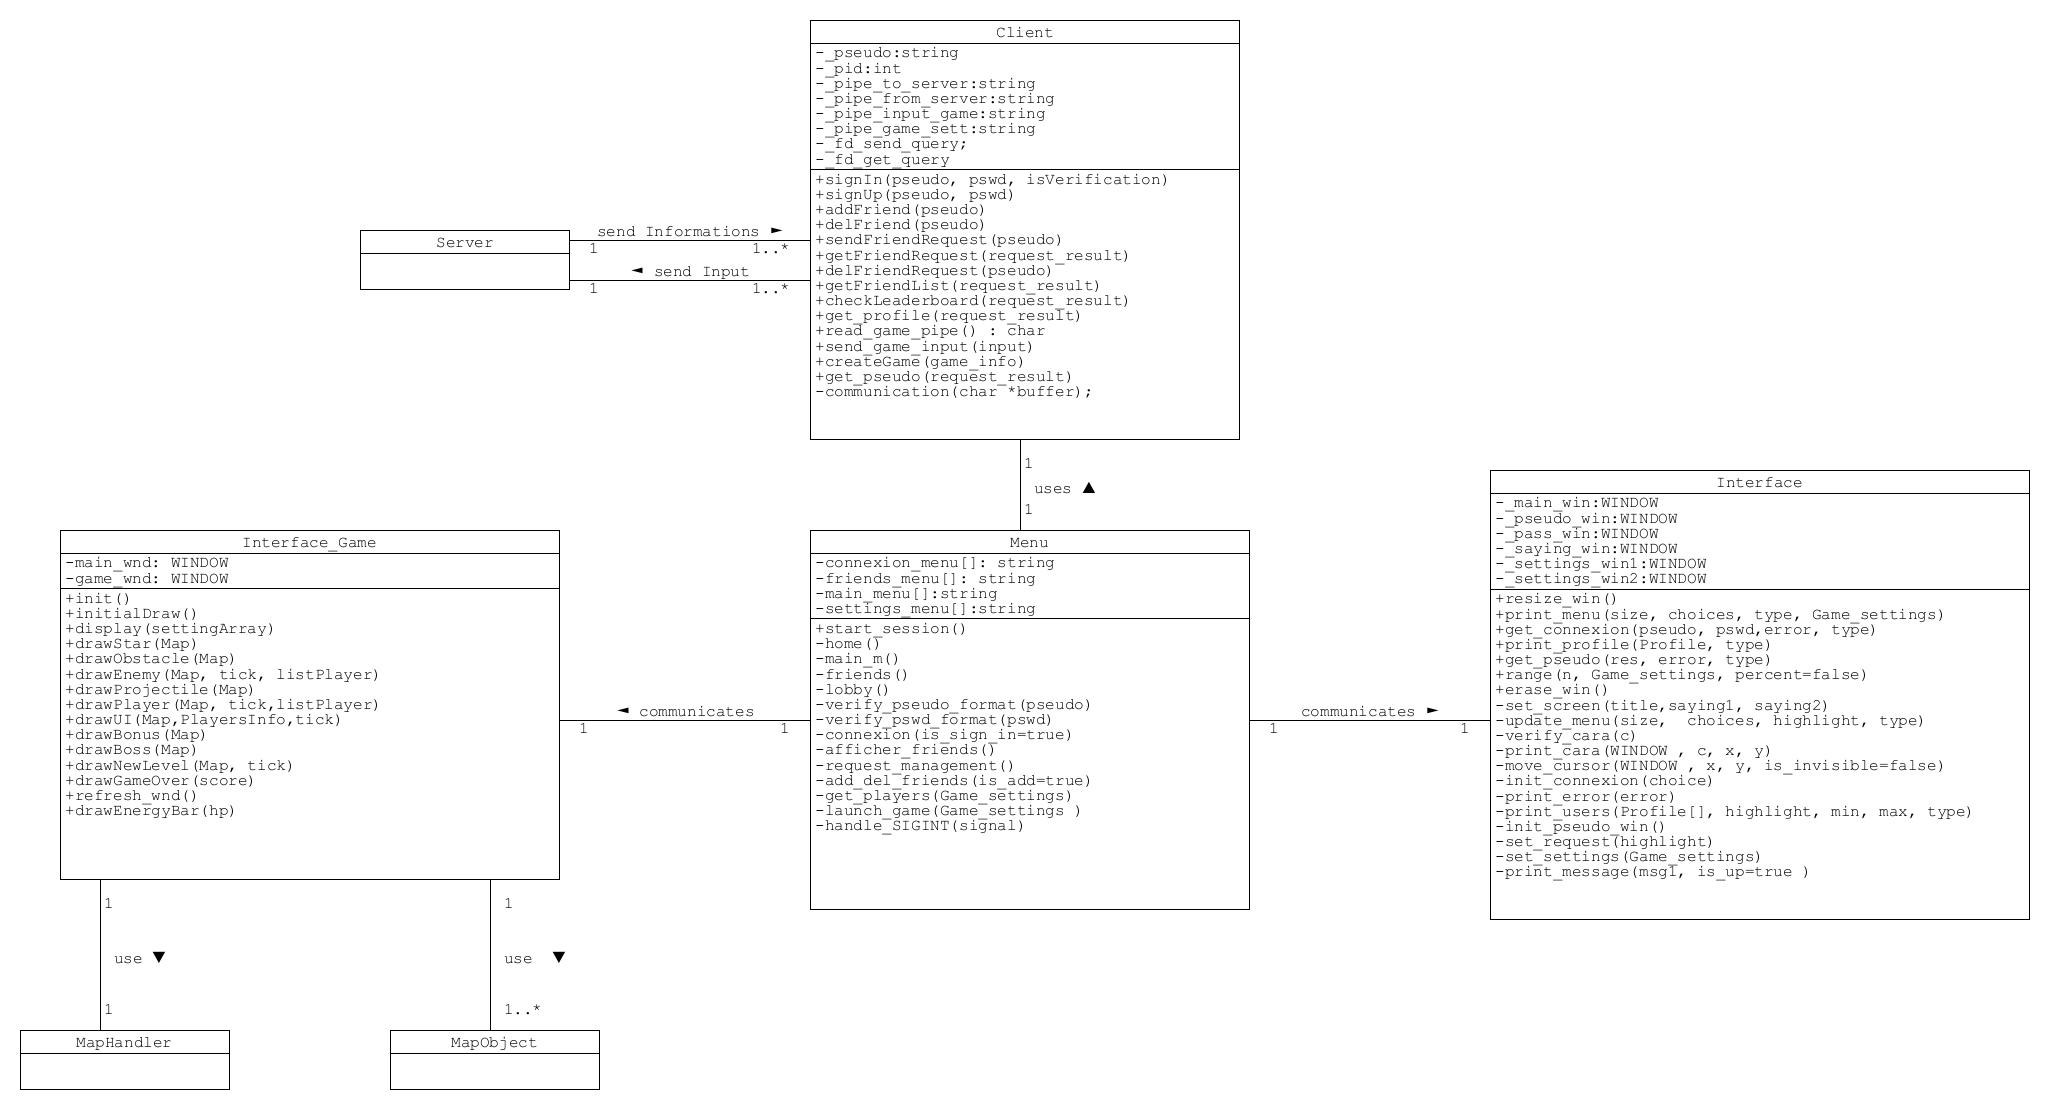 Client
-_pseudo:string
-_pid:int
-_pipe_to_server:string
-_pipe_from_server:string
-_pipe_input_game:string
-_pipe_game_sett:string
-_fd_send_query;
-_fd_get_query
+signIn(pseudo, pswd, isVerification)
+signUp(pseudo, pswd)
+addFriend(pseudo)
+delFriend(pseudo)
+sendFriendRequest(pseudo)
+getFriendRequest(request_result)
+delFriendRequest(pseudo)
+getFriendList(request_result)
+checkLeaderboard(request_result)
+get_profile(request_result)
+read_game_pipe() : char
+send_game_input(input)
+createGame(game_info)
+get_pseudo(request_result)
-communication(char *buffer);
Server
send Informations ►
1 1..*
◄ send Input
1 1..*
1
uses ▲
1
Interface_Game
-main_wnd: WINDOW
-game_wnd: WINDOW
+init()
+initialDraw()
+display(settingArray)
+drawStar(Map)
+drawObstacle(Map)
+drawEnemy(Map, tick, listPlayer)
+drawProjectile(Map)
+drawPlayer(Map, tick,listPlayer)
+drawUI(Map,PlayersInfo,tick)
+drawBonus(Map)
+drawBoss(Map)
+drawNewLevel(Map, tick)
+drawGameOver(score)
+refresh_wnd()
+drawEnergyBar(hp)
◄ communicates
1 1
Menu
-connexion_menu[]: string
-friends_menu[]: string
-main_menu[]:string
-settings_menu[]:string
+start_session()
-home()
-main_m()
-friends()
-lobby()
-verify_pseudo_format(pseudo)
-verify_pswd_format(pswd)
-connexion(is_sign_in=true)
-afficher_friends()
-request_management()
-add_del_friends(is_add=true)
-get_players(Game_settings)
-launch_game(Game_settings )
-handle_SIGINT(signal)
communicates ►
1 1
Interface
-_main_win:WINDOW
-_pseudo_win:WINDOW
-_pass_win:WINDOW
-_saying_win:WINDOW
-_settings_win1:WINDOW
-_settings_win2:WINDOW
+resize_win()
+print_menu(size, choices, type, Game_settings)
+get_connexion(pseudo, pswd,error, type)
+print_profile(Profile, type)
+get_pseudo(res, error, type)
+range(n, Game_settings, percent=false)
+erase_win()
-set_screen(title,saying1, saying2)
-update_menu(size,  choices, highlight, type)
-verify_cara(c)
-print_cara(WINDOW , c, x, y)
-move_cursor(WINDOW , x, y, is_invisible=false)
-init_connexion(choice)
-print_error(error)
-print_users(Profile[], highlight, min, max, type)
-init_pseudo_win()
-set_request(highlight)
-set_settings(Game_settings)
-print_message(msg1, is_up=true )
1
use ▼
1
1
use ▼
1..*
MapHandler
MapObject